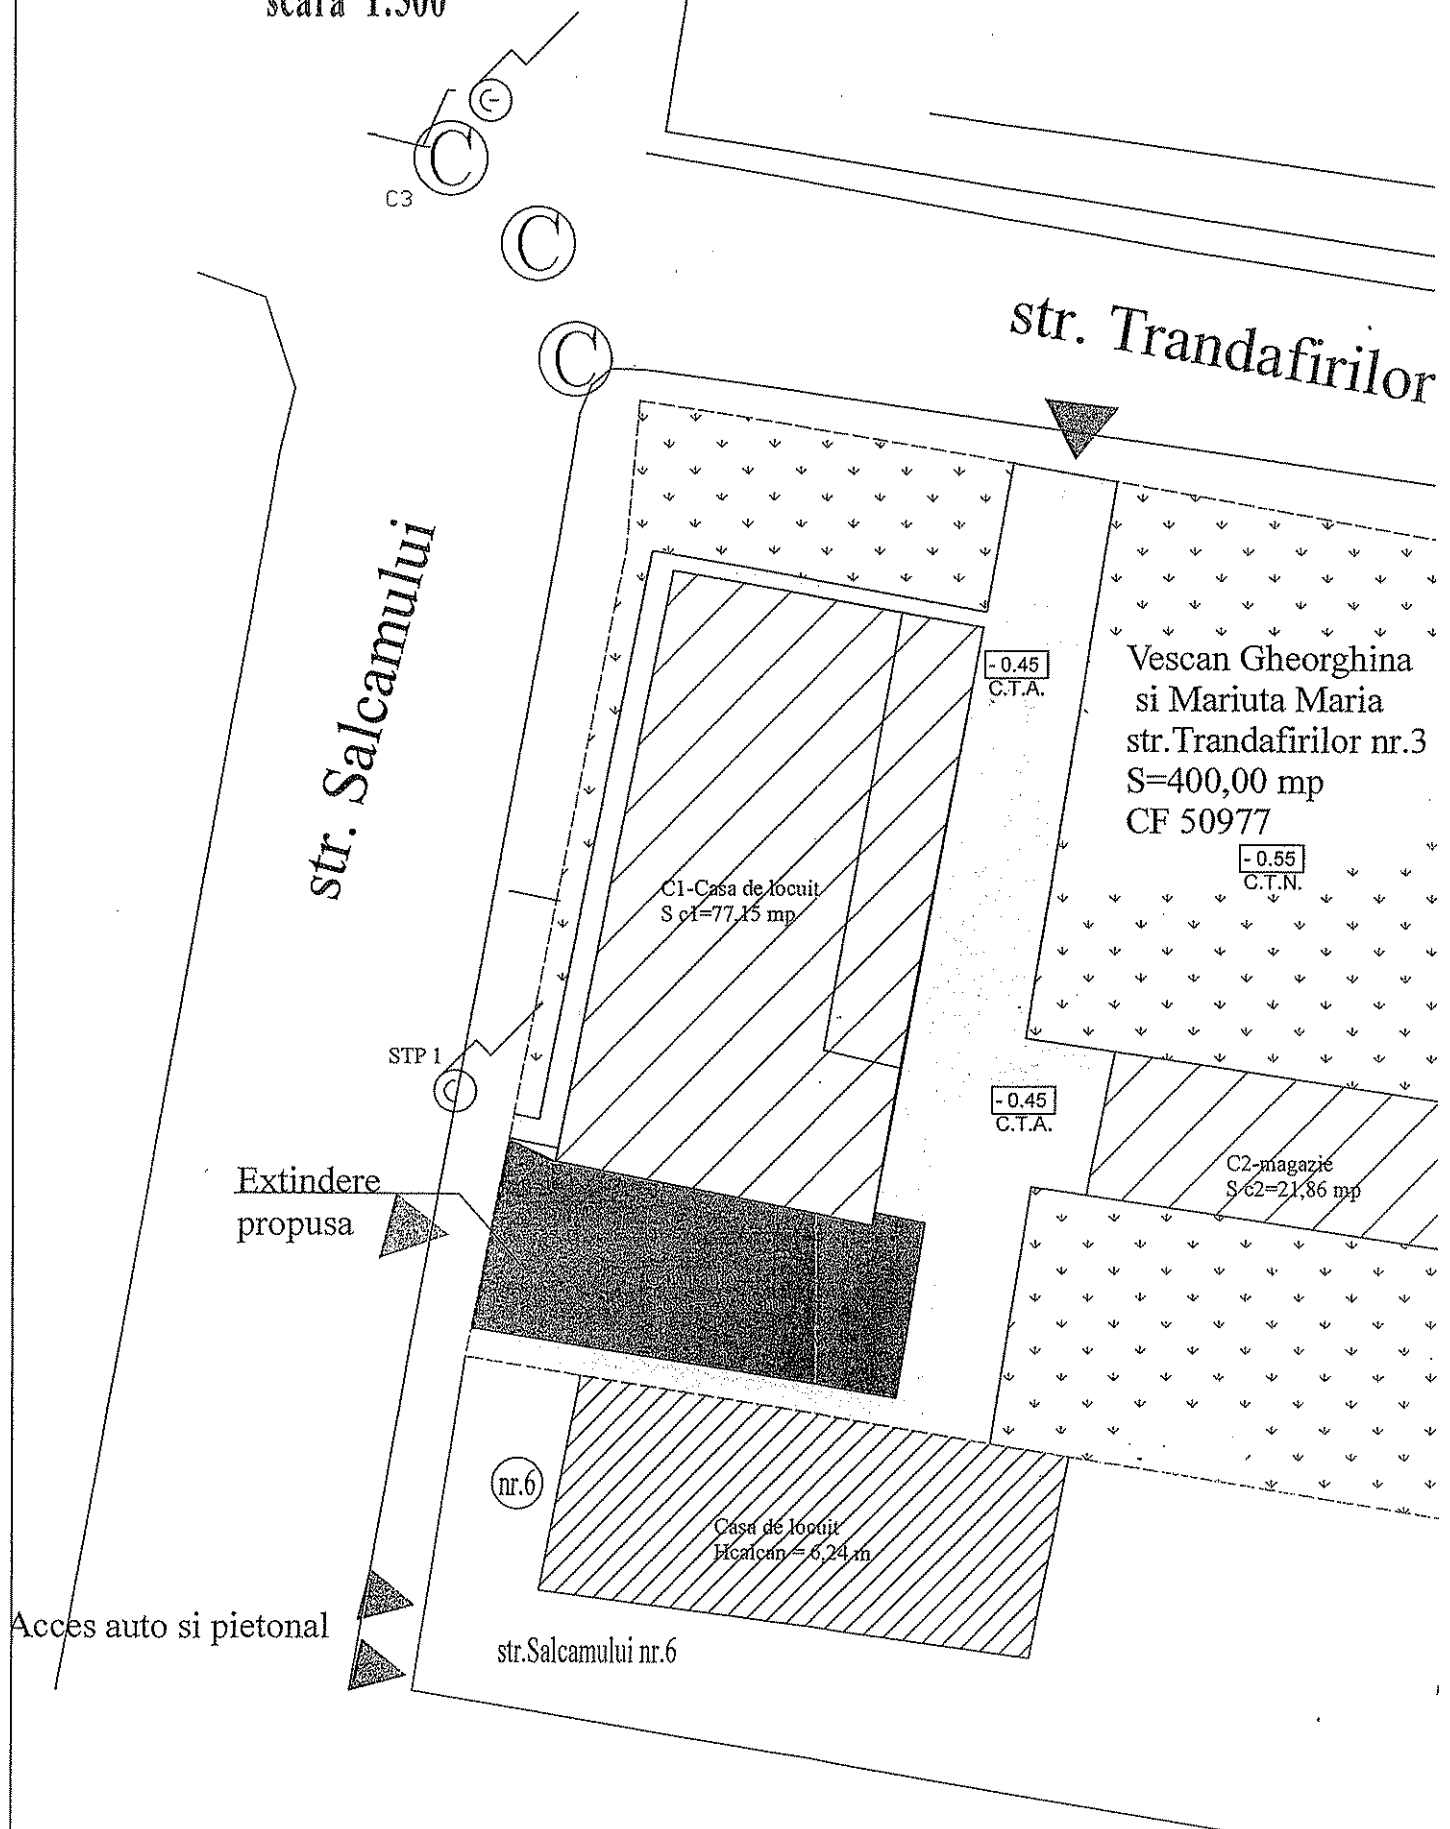 scara 1:500
C
C
C3
C
C
str. Trandafirilor
str. Salcamului
- 0.45
C.T.A.
Vescan Gheorghina
si Mariuta Maria
str.Trandafirilor nr.3
S=400,00 mp
CF 50977
- 0.55
C.T.N.
C1-Casa de locuit
S c1=77,15 mp
STP 1
- 0.45
C.T.A.
C2-magazie
S c2=21,86 mp
Extindere
propusa
nr.6
Casa de locuit
Hcalcan = 6,24 m
Acces auto si pietonal
str.Salcamului nr.6